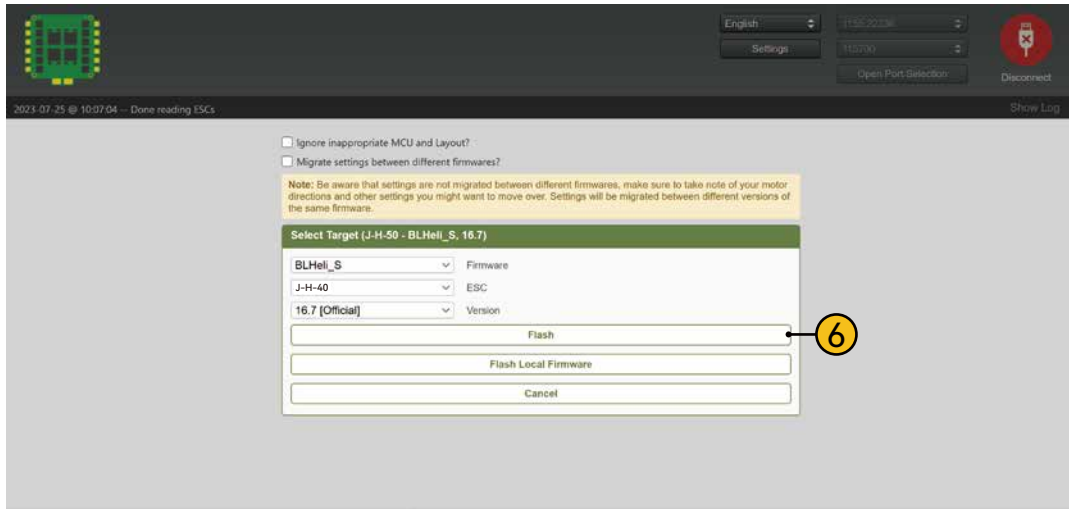 English
Settings
115200
Open Port Selection
Disconnect
2023-07-25 @ 10:07:04 -- Done reading ESCs
Show Log
Ignore inappropriate MCU and Layout?
Migrate settings between different firmwares?
Note: Be aware that settings are not migrated between different firmwares, make sure to take note of your motor
directions and other settings you might want to move over. Settings will be migrated between different versions of
the same firmware.
Select Target (J-H-50 - BLHeli_S, 16.7)
BLHeli_S Firmware
J-H-40 ESC
16.7 [Official] Version
Flash
6
Flash Local Firmware
Cancel